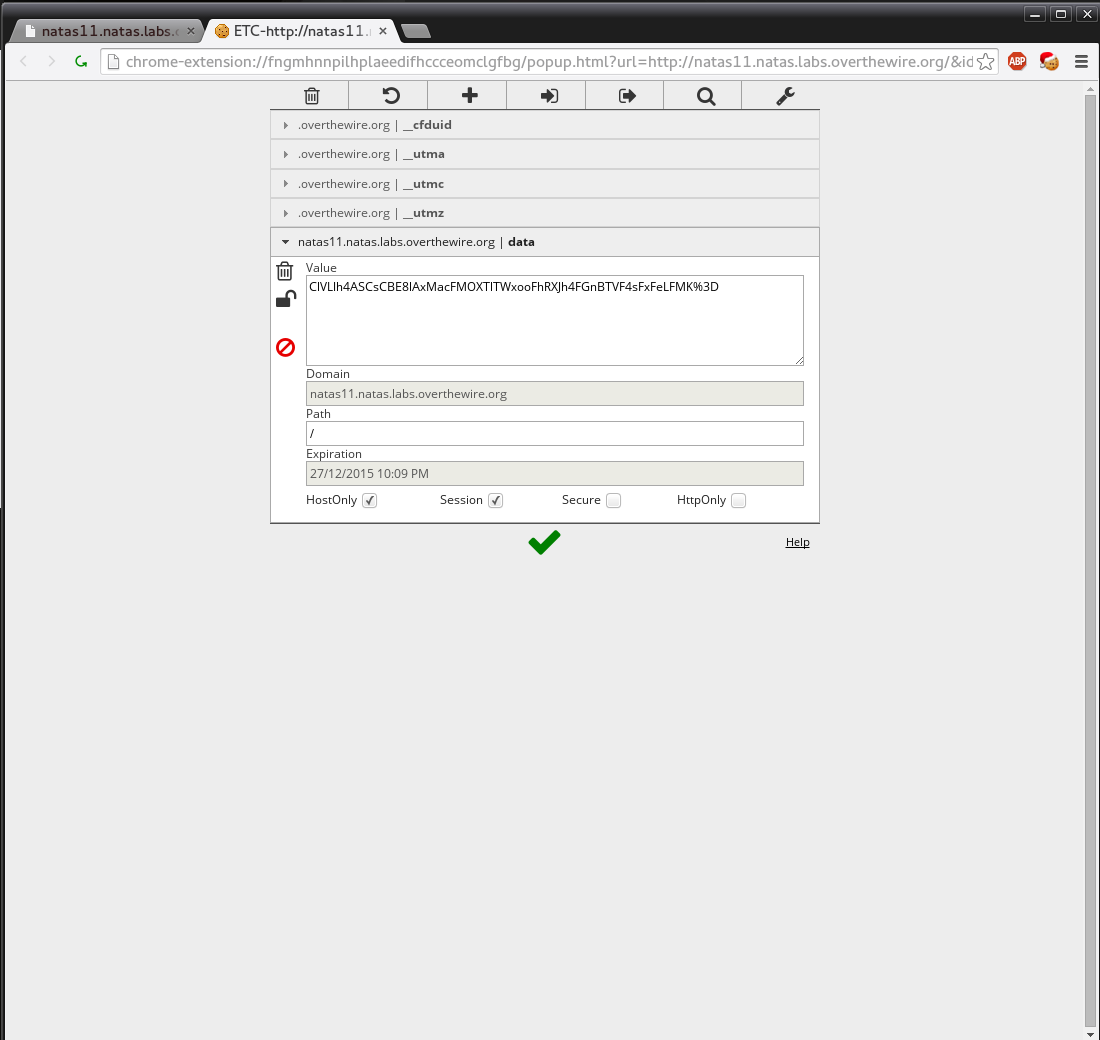 natas11.natas.labs.
ETC-http://natas11.
chrome-extension://fngmhnnpilhplaeedifhccceomclgfbg/popup.html?url=http://natas11.natas.labs.overthewire.org/&id
ABP
.overthewire.org | __cfduid
.overthewire.org | __utma
.overthewire.org | __utmc
.overthewire.org | __utmz
natas11.natas.labs.overthewire.org | data
Value
ClVLIh4ASCsCBE8lAxMacFMOXTlTWxooFhRXJh4FGnBTVF4sFxFeLFMK%3D
Domain
natas11.natas.labs.overthewire.org
Path
/
Expiration
27/12/2015 10:09 PM
HostOnly Session Secure HttpOnly
Help